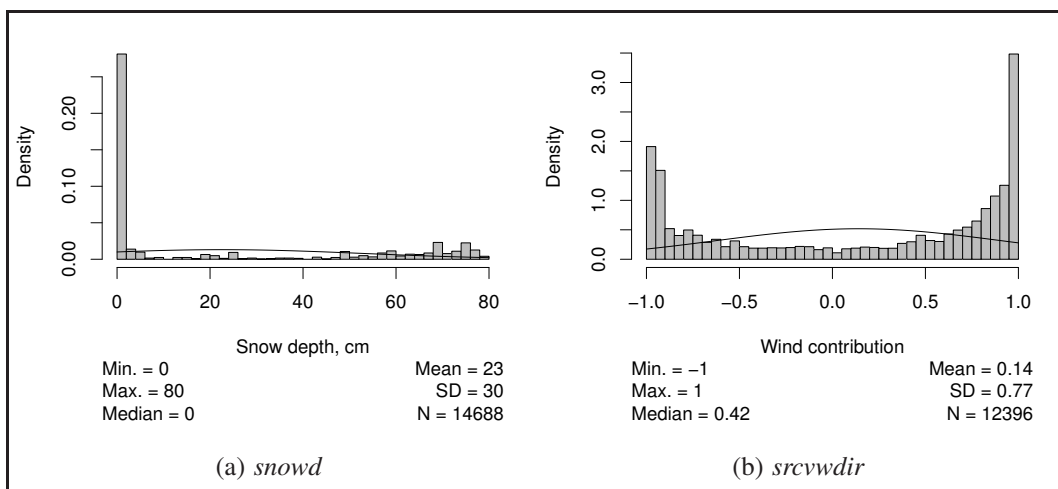 Density
0.00 0.10 0.20
0 20 40 60 80
Snow depth, cm
Min. = 0 Mean = 23
Max. = 80 SD = 30
Median = 0 N = 14688
(a) snowd
Density
0.0 1.0 2.0 3.0
−1.0 −0.5 0.0 0.5 1.0
Wind contribution
Min. = −1 Mean = 0.14
Max. = 1 SD = 0.77
Median = 0.42 N = 12396
(b) srcvwdir